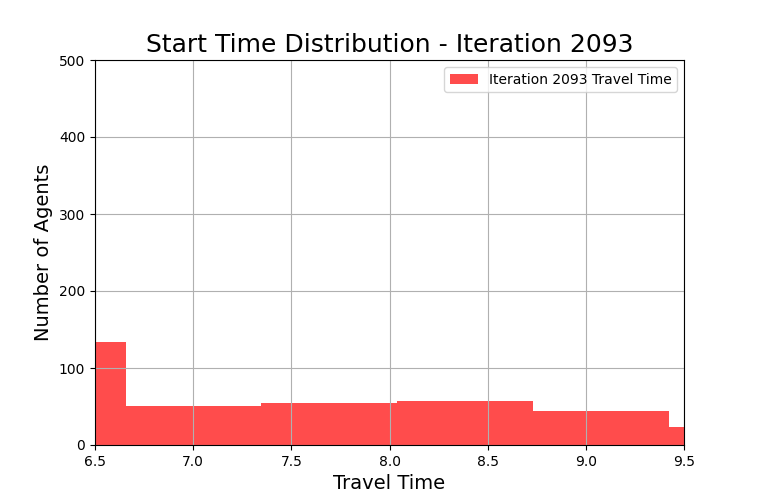 Start Time Distribution - Iteration 2093
Iteration 2093 Travel Time
Number of Agents
500
400
300
200
100
0
6.5 7.0 7.5 8.0 8.5 9.0 9.5
Travel Time